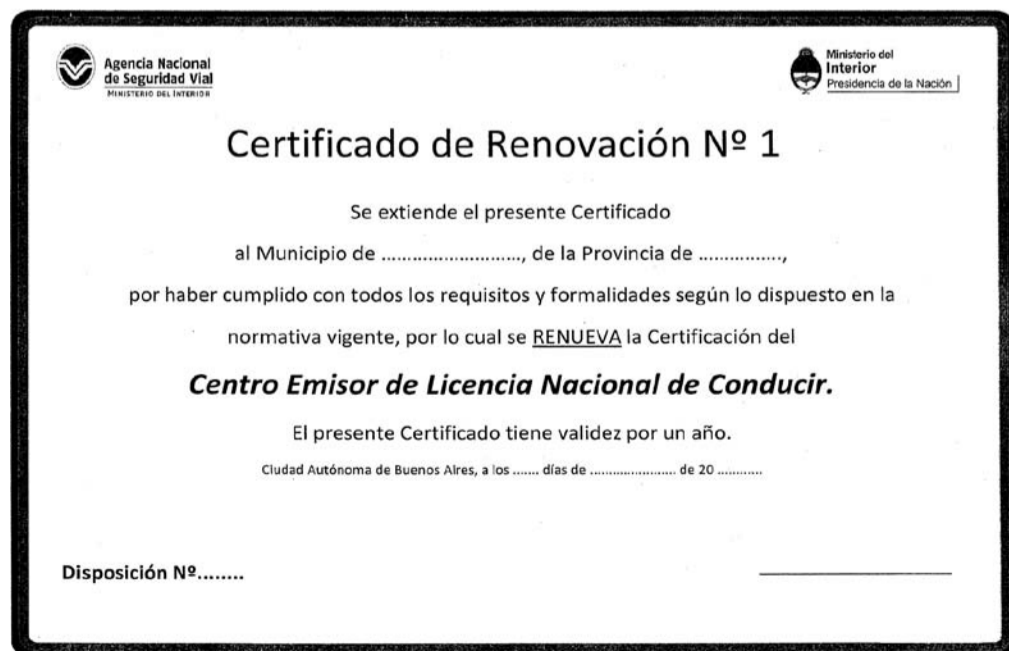 Agencia Nacional
de Seguridad Vial
MINISTERIO DEL INTERIOR
Ministerio del
Interior
Presidencia de la Nación
Certificado de Renovación Nº 1
Se extiende el presente Certificado
al Municipio de ..........................., de la Provincia de ................,
por haber cumplido con todos los requisitos y formalidades según lo dispuesto en la
normativa vigente, por lo cual se RENUEVA la Certificación del
Centro Emisor de Licencia Nacional de Conducir.
El presente Certificado tiene validez por un año.
Ciudad Autónoma de Buenos Aires, a los ....... días de ....................... de 20 ............
Disposición Nº........